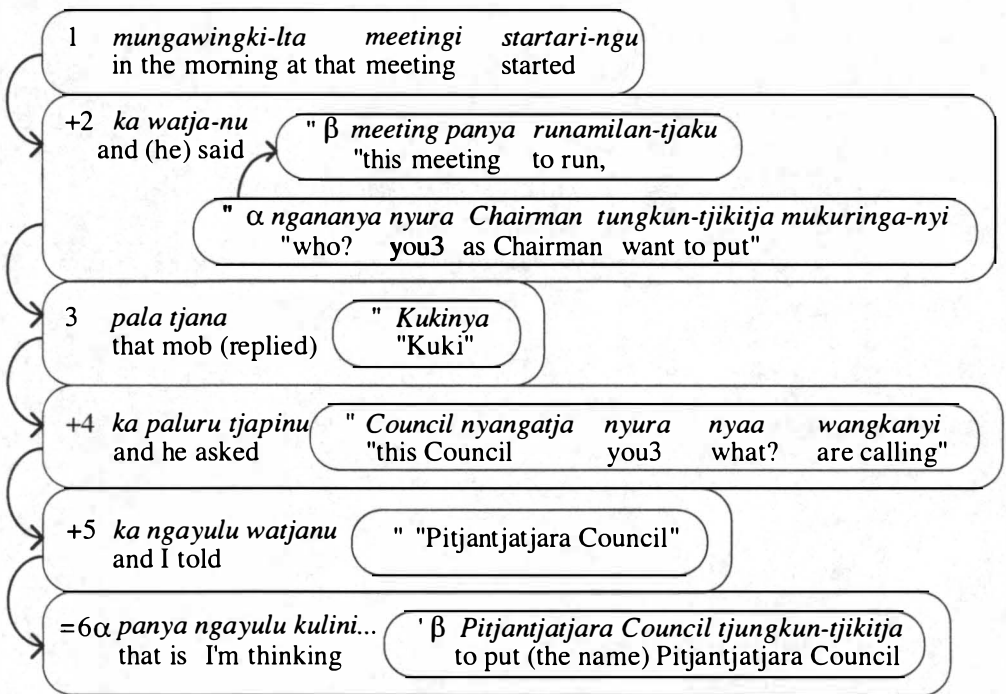 1 mungawingki-lta meetingi startari-ngu
in the morning at that meeting started
+2 ka watja-nu " β meeting panya runamilan-tjaku
and (he) said "this meeting to run,
" α ngananya nyura Chairman tungkun-tjikitja mukuringa-nyi
"who? you3 as Chairman want to put"
3 pala tjana " Kukinya
that mob (replied) "Kuki"
+4 ka paluru tjapinu " Council nyangatja nyura nyaa wangkanyi
and he asked "this Council you3 what? are calling"
+5 ka ngayulu watjanu " "Pitjantjatjara Council"
and I told
=6α panya ngayulu kulini... ' β Pitjantjatjara Council tjungkun-tjikitja
that is I'm thinking to put (the name) Pitjantjatjara Council